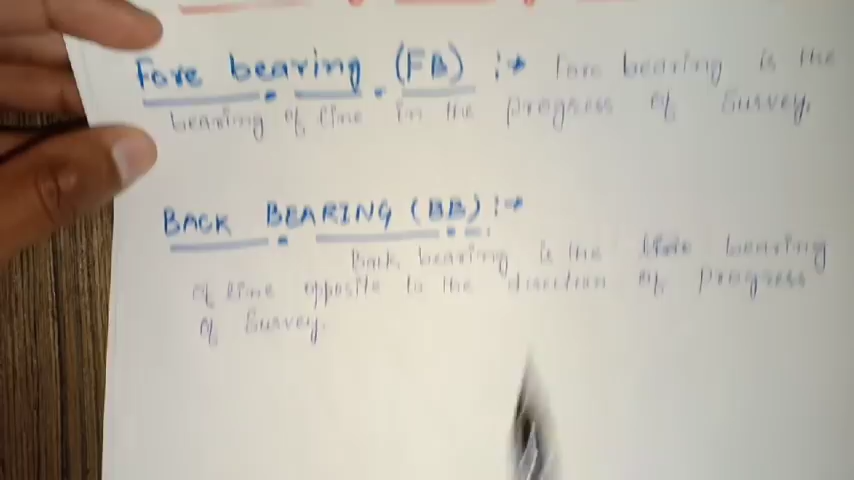 Fore bearing (FB) :→ fore bearing is the
bearing of line in the progress of survey.
BACK BEARING (BB) :→
Back bearing is the bearing
of line opposite to the direction of progress
of survey.